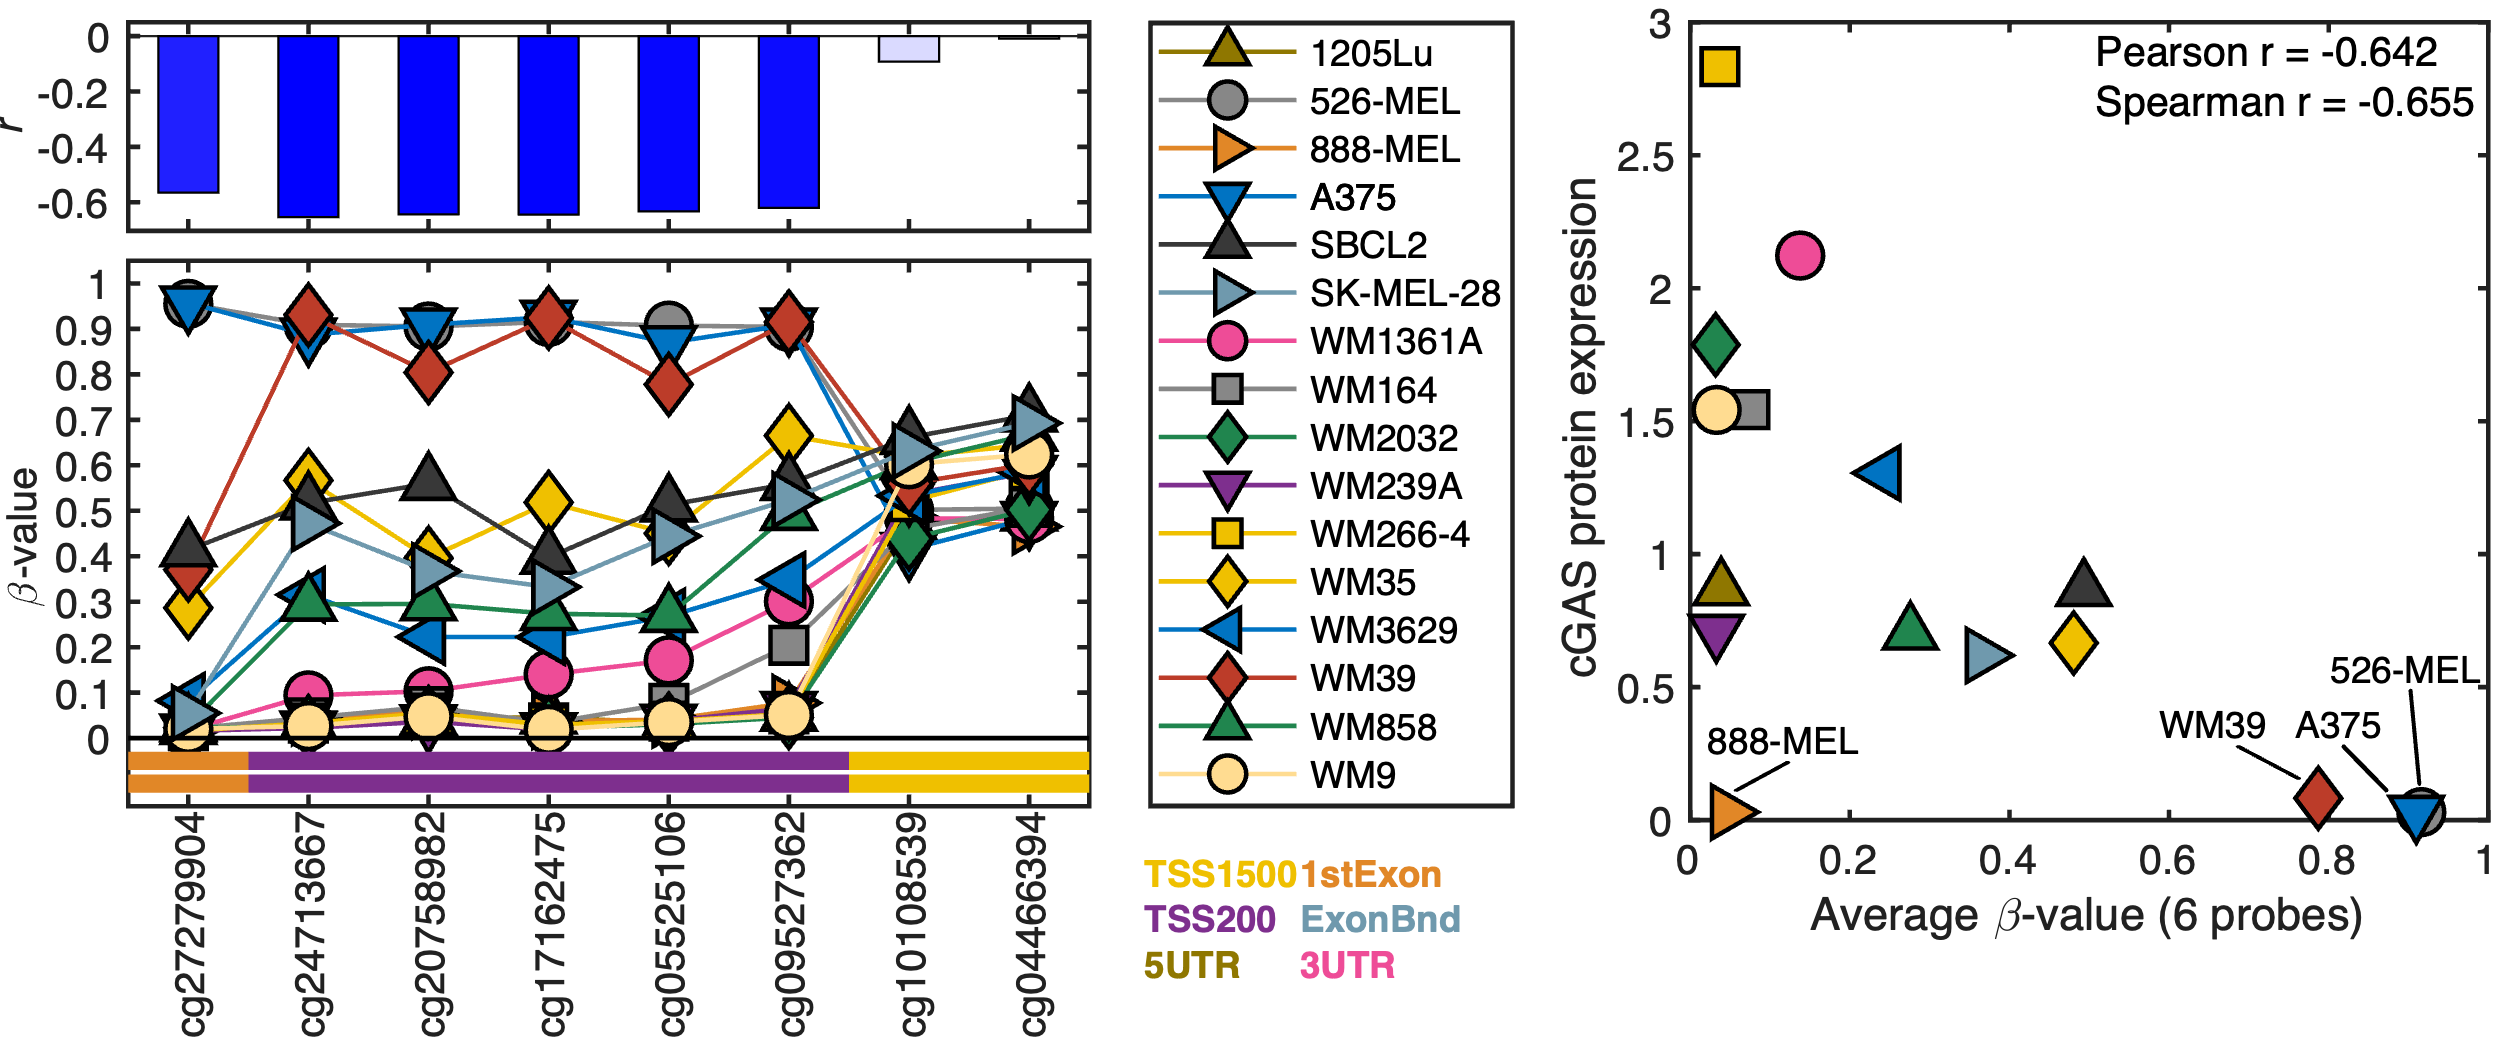 0
-0.2
-0.4
-0.6
r
1
0.9
0.8
0.7
0.6
0.5
0.4
0.3
0.2
0.1
0
β-value
cg27279904
cg24713667
cg20758982
cg17162475
cg05525106
cg09527362
cg10108539
cg04466394
1205Lu
526-MEL
888-MEL
A375
SBCL2
SK-MEL-28
WM1361A
WM164
WM2032
WM239A
WM266-4
WM35
WM3629
WM39
WM858
WM9
TSS1500 1stExon
TSS200 ExonBnd
5UTR 3UTR
3
2.5
2
1.5
1
0.5
0
cGAS protein expression
Pearson r = -0.642
Spearman r = -0.655
526-MEL
WM39 A375
888-MEL
0 0.2 0.4 0.6 0.8 1
Average β-value (6 probes)